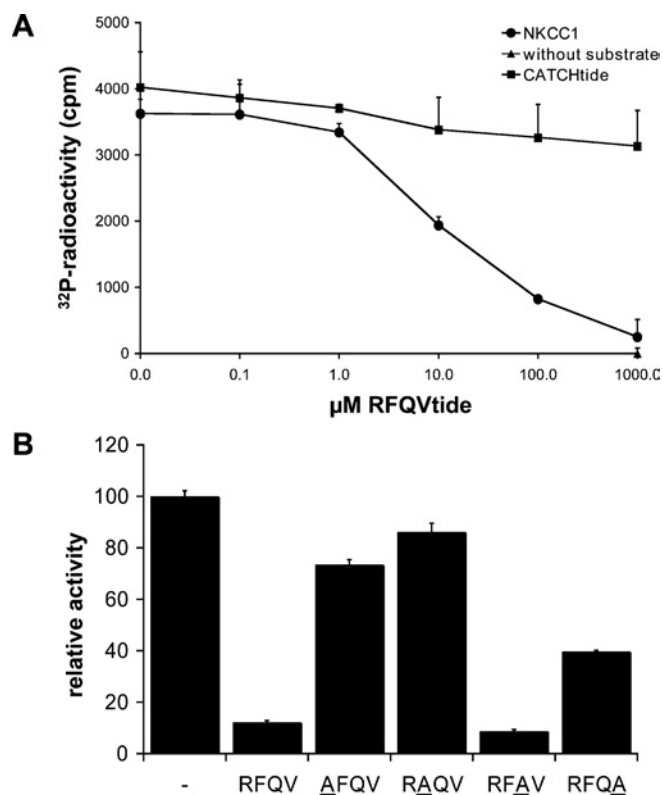 A
5000
4000
3000
2000
1000
0
³²P-radioactivity (cpm)
NKCC1
without substrate
CATCHtide
0.0 0.1 1.0 10.0 100.0 1000.0
µM RFQVtide
B
120
100
80
60
40
20
0
relative activity
- RFQV AFQV RAQV RFAV RFQA